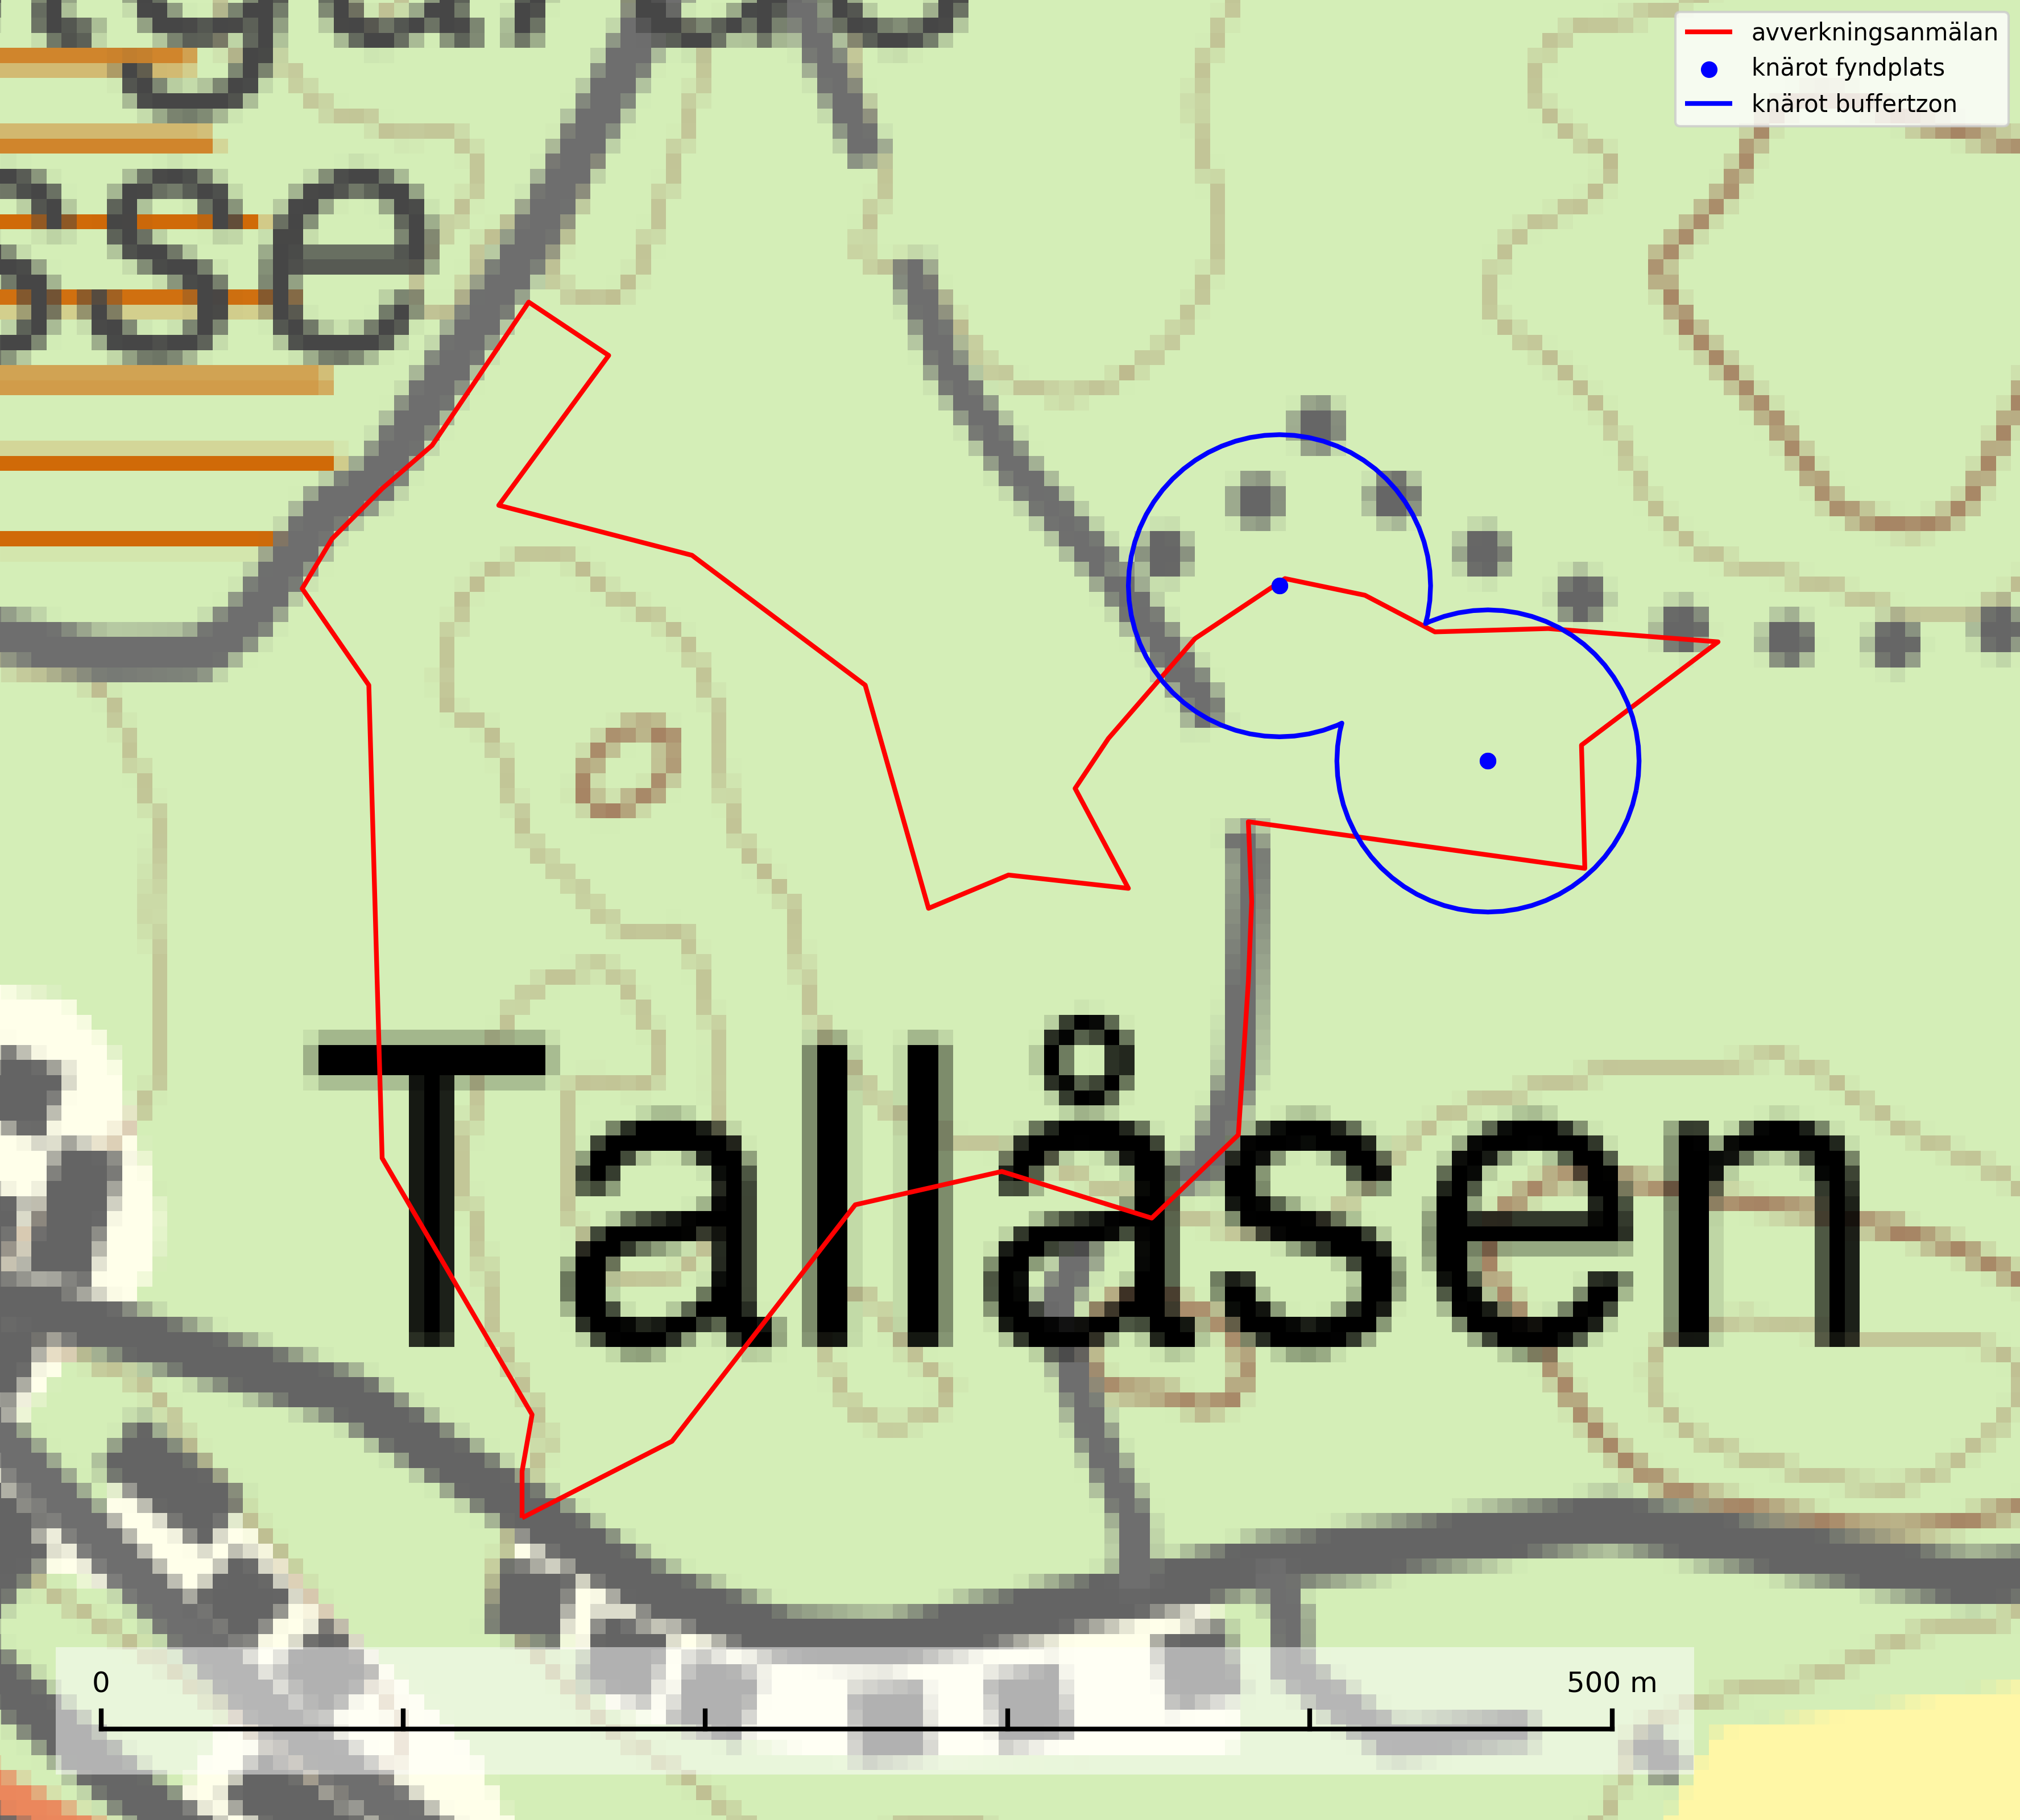 avverkningsanmälan
knärot fyndplats
knärot buffertzon
Tallåsen
0 500 m